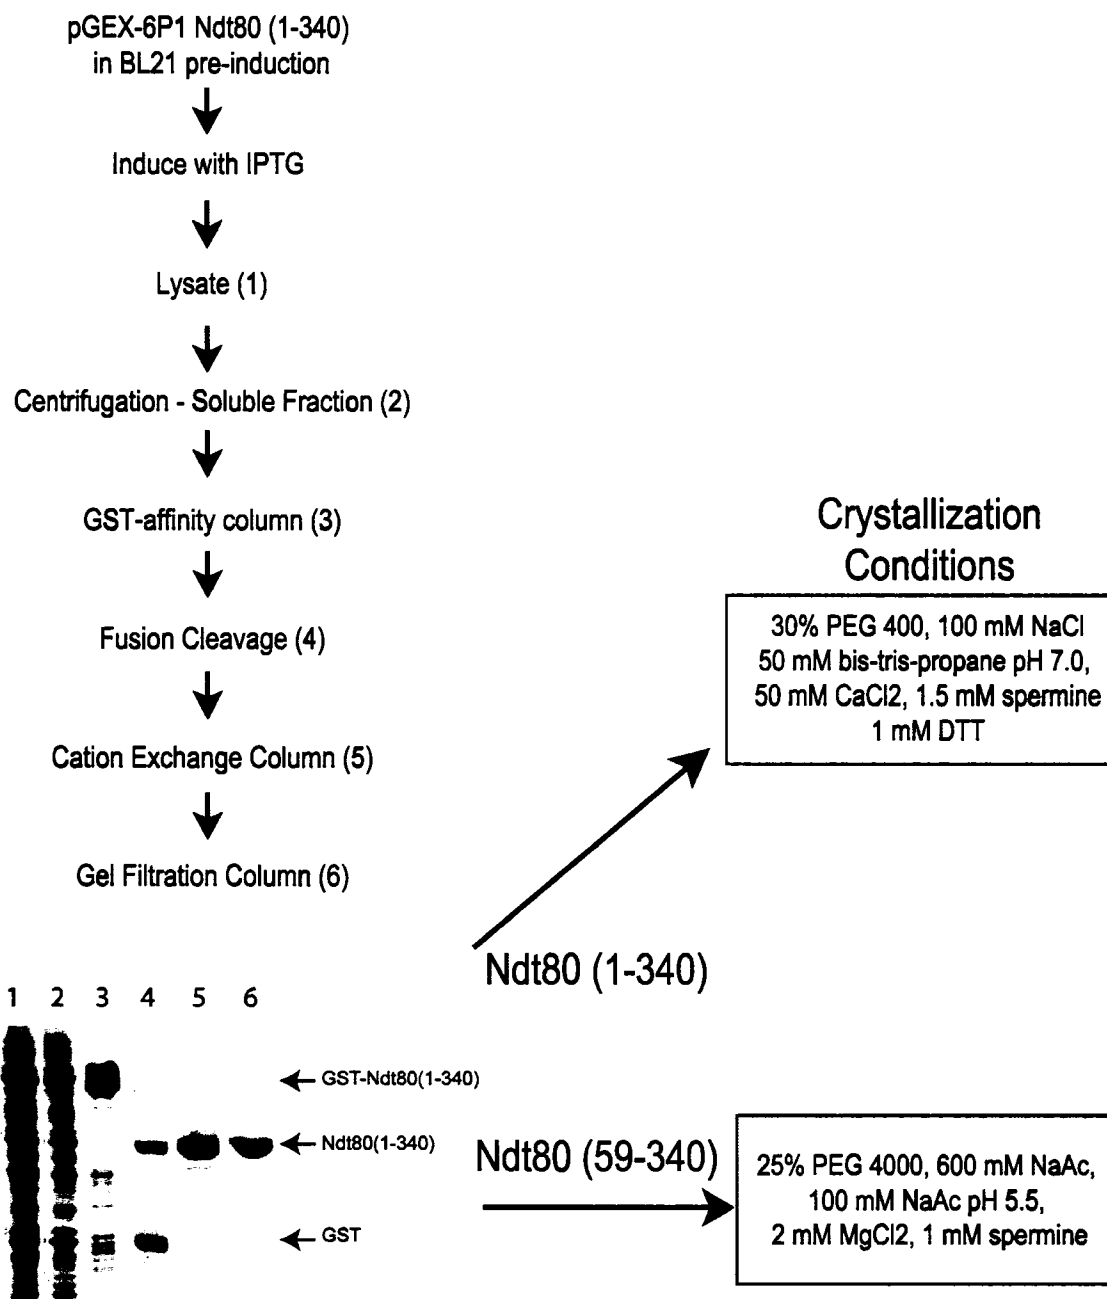 pGEX-6P1 Ndt80 (1-340)
in BL21 pre-induction
Induce with IPTG
Lysate (1)
Centrifugation - Soluble Fraction (2)
GST-affinity column (3)
Fusion Cleavage (4)
Cation Exchange Column (5)
Gel Filtration Column (6)
Crystallization
Conditions
30% PEG 400, 100 mM NaCl
50 mM bis-tris-propane pH 7.0,
50 mM CaCl2, 1.5 mM spermine
1 mM DTT
Ndt80 (1-340)
1 2 3 4 5 6
GST-Ndt80(1-340)
Ndt80(1-340)
GST
Ndt80 (59-340)
25% PEG 4000, 600 mM NaAc,
100 mM NaAc pH 5.5,
2 mM MgCl2, 1 mM spermine